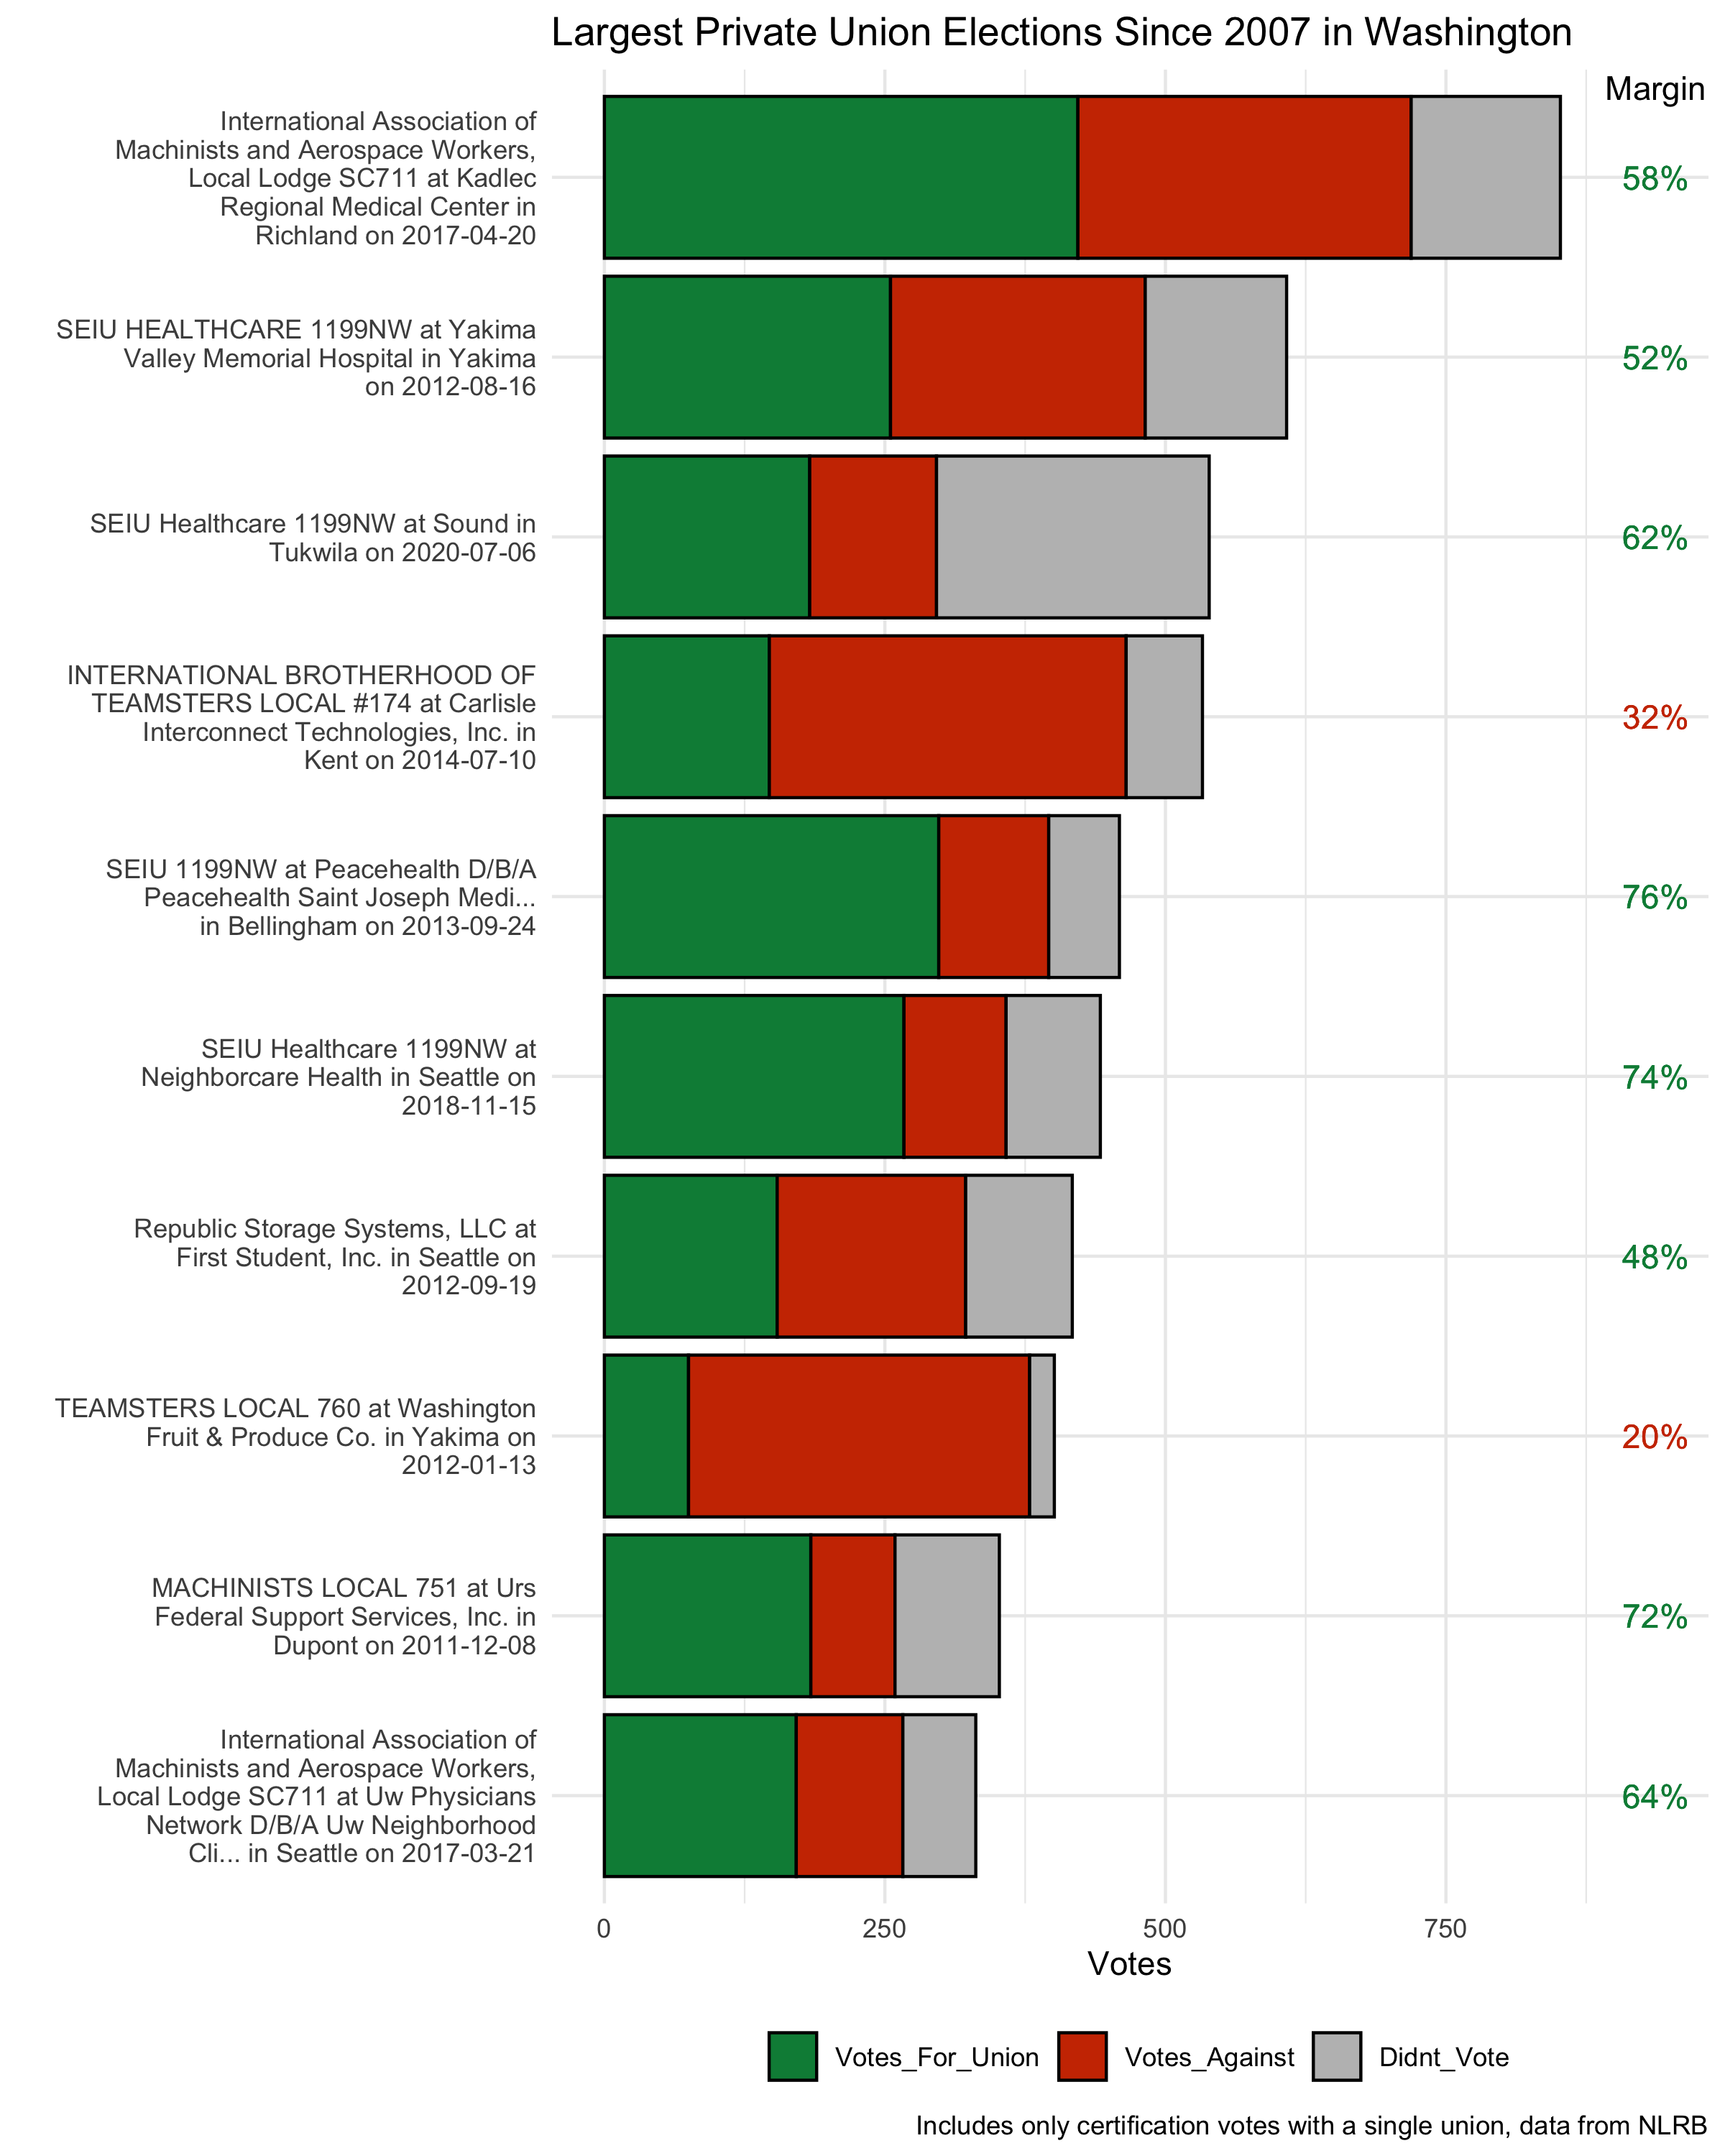 Largest Private Union Elections Since 2007 in Washington
Margin
International Association of
Machinists and Aerospace Workers,
Local Lodge SC711 at Kadlec
Regional Medical Center in
Richland on 2017-04-20
58%
SEIU HEALTHCARE 1199NW at Yakima
Valley Memorial Hospital in Yakima
on 2012-08-16
52%
SEIU Healthcare 1199NW at Sound in
Tukwila on 2020-07-06
62%
INTERNATIONAL BROTHERHOOD OF
TEAMSTERS LOCAL #174 at Carlisle
Interconnect Technologies, Inc. in
Kent on 2014-07-10
32%
SEIU 1199NW at Peacehealth D/B/A
Peacehealth Saint Joseph Medi...
in Bellingham on 2013-09-24
76%
SEIU Healthcare 1199NW at
Neighborcare Health in Seattle on
2018-11-15
74%
Republic Storage Systems, LLC at
First Student, Inc. in Seattle on
2012-09-19
48%
TEAMSTERS LOCAL 760 at Washington
Fruit & Produce Co. in Yakima on
2012-01-13
20%
MACHINISTS LOCAL 751 at Urs
Federal Support Services, Inc. in
Dupont on 2011-12-08
72%
International Association of
Machinists and Aerospace Workers,
Local Lodge SC711 at Uw Physicians
Network D/B/A Uw Neighborhood
Cli... in Seattle on 2017-03-21
64%
0 250 500 750
Votes
Votes_For_Union Votes_Against Didnt_Vote
Includes only certification votes with a single union, data from NLRB